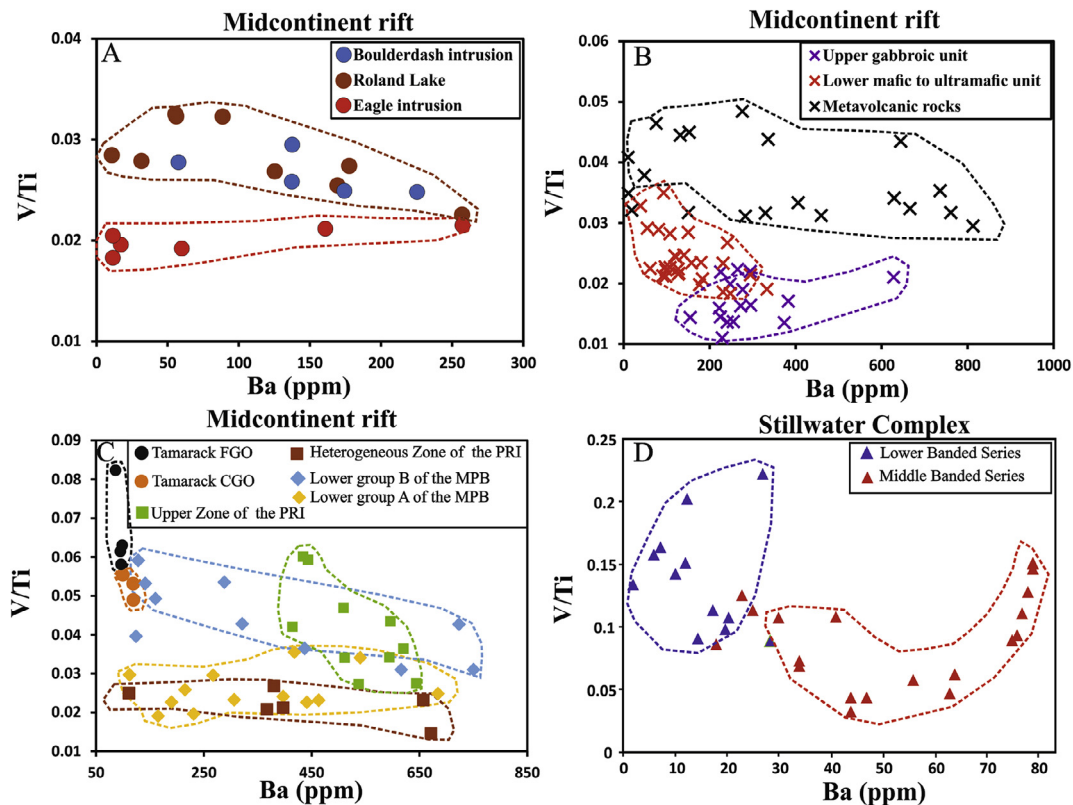 Midcontinent rift
A
Boulderdash intrusion
Roland Lake
Eagle intrusion
V/Ti
0.04
0.03
0.02
0.01
0 50 100 150 200 250 300
Ba (ppm)
Midcontinent rift
B
Upper gabbroic unit
Lower mafic to ultramafic unit
Metavolcanic rocks
V/Ti
0.06
0.05
0.04
0.03
0.02
0.01
0 200 400 600 800 1000
Ba (ppm)
Midcontinent rift
C
Tamarack FGO
Tamarack CGO
Upper Zone of the PRI
Heterogeneous Zone of the PRI
Lower group B of the MPB
Lower group A of the MPB
V/Ti
0.09
0.08
0.07
0.06
0.05
0.04
0.03
0.02
0.01
50 250 450 650 850
Ba (ppm)
Stillwater Complex
D
Lower Banded Series
Middle Banded Series
V/Ti
0.25
0.2
0.15
0.1
0.05
0
0 10 20 30 40 50 60 70 80
Ba (ppm)